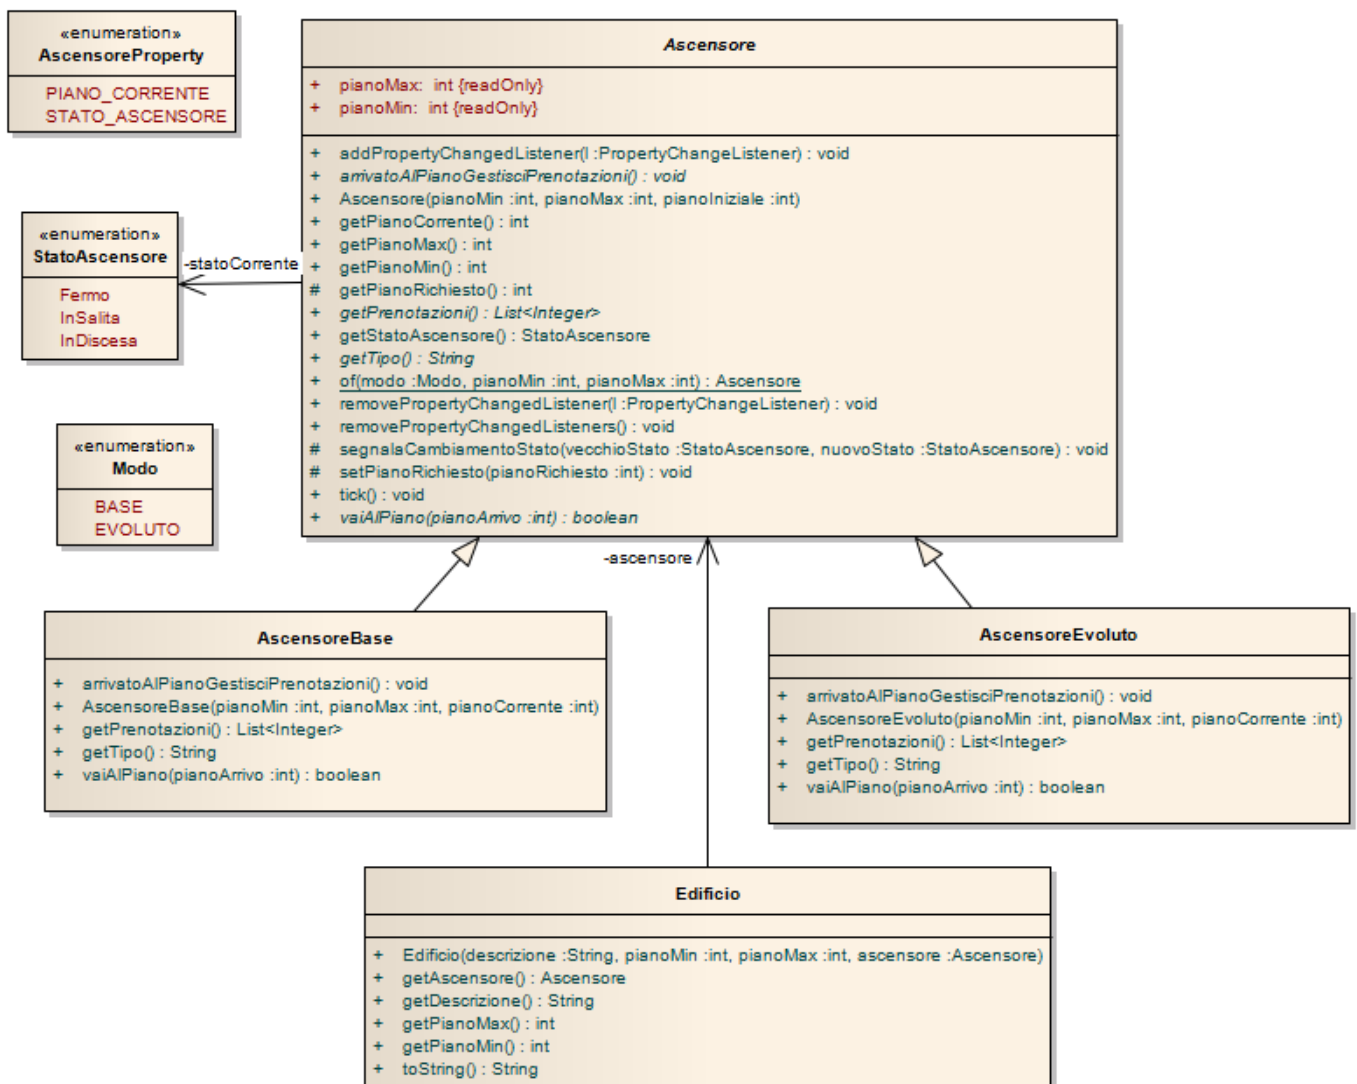 «enumeration»
AscensoreProperty
PIANO_CORRENTE
STATO_ASCENSORE
«enumeration»
StatoAscensore
Fermo
InSalita
InDiscesa
-statoCorrente
«enumeration»
Modo
BASE
EVOLUTO
Ascensore
+ pianoMax: int {readOnly}
+ pianoMin: int {readOnly}
+ addPropertyChangedListener(l :PropertyChangeListener) : void
+ arrivatoAlPianoGestisciPrenotazioni() : void
+ Ascensore(pianoMin :int, pianoMax :int, pianoIniziale :int)
+ getPianoCorrente() : int
+ getPianoMax() : int
+ getPianoMin() : int
# getPianoRichiesto() : int
+ getPrenotazioni() : List<Integer>
+ getStatoAscensore() : StatoAscensore
+ getTipo() : String
+ of(modo :Modo, pianoMin :int, pianoMax :int) : Ascensore
+ removePropertyChangedListener(l :PropertyChangeListener) : void
+ removePropertyChangedListeners() : void
# segnalaCambiamentoStato(vecchioStato :StatoAscensore, nuovoStato :StatoAscensore) : void
# setPianoRichiesto(pianoRichiesto :int) : void
+ tick() : void
+ vaiAlPiano(pianoArrivo :int) : boolean
-ascensore
AscensoreBase
+ arrivatoAlPianoGestisciPrenotazioni() : void
+ AscensoreBase(pianoMin :int, pianoMax :int, pianoCorrente :int)
+ getPrenotazioni() : List<Integer>
+ getTipo() : String
+ vaiAlPiano(pianoArrivo :int) : boolean
AscensoreEvoluto
+ arrivatoAlPianoGestisciPrenotazioni() : void
+ AscensoreEvoluto(pianoMin :int, pianoMax :int, pianoCorrente :int)
+ getPrenotazioni() : List<Integer>
+ getTipo() : String
+ vaiAlPiano(pianoArrivo :int) : boolean
Edificio
+ Edificio(descrizione :String, pianoMin :int, pianoMax :int, ascensore :Ascensore)
+ getAscensore() : Ascensore
+ getDescrizione() : String
+ getPianoMax() : int
+ getPianoMin() : int
+ toString() : String